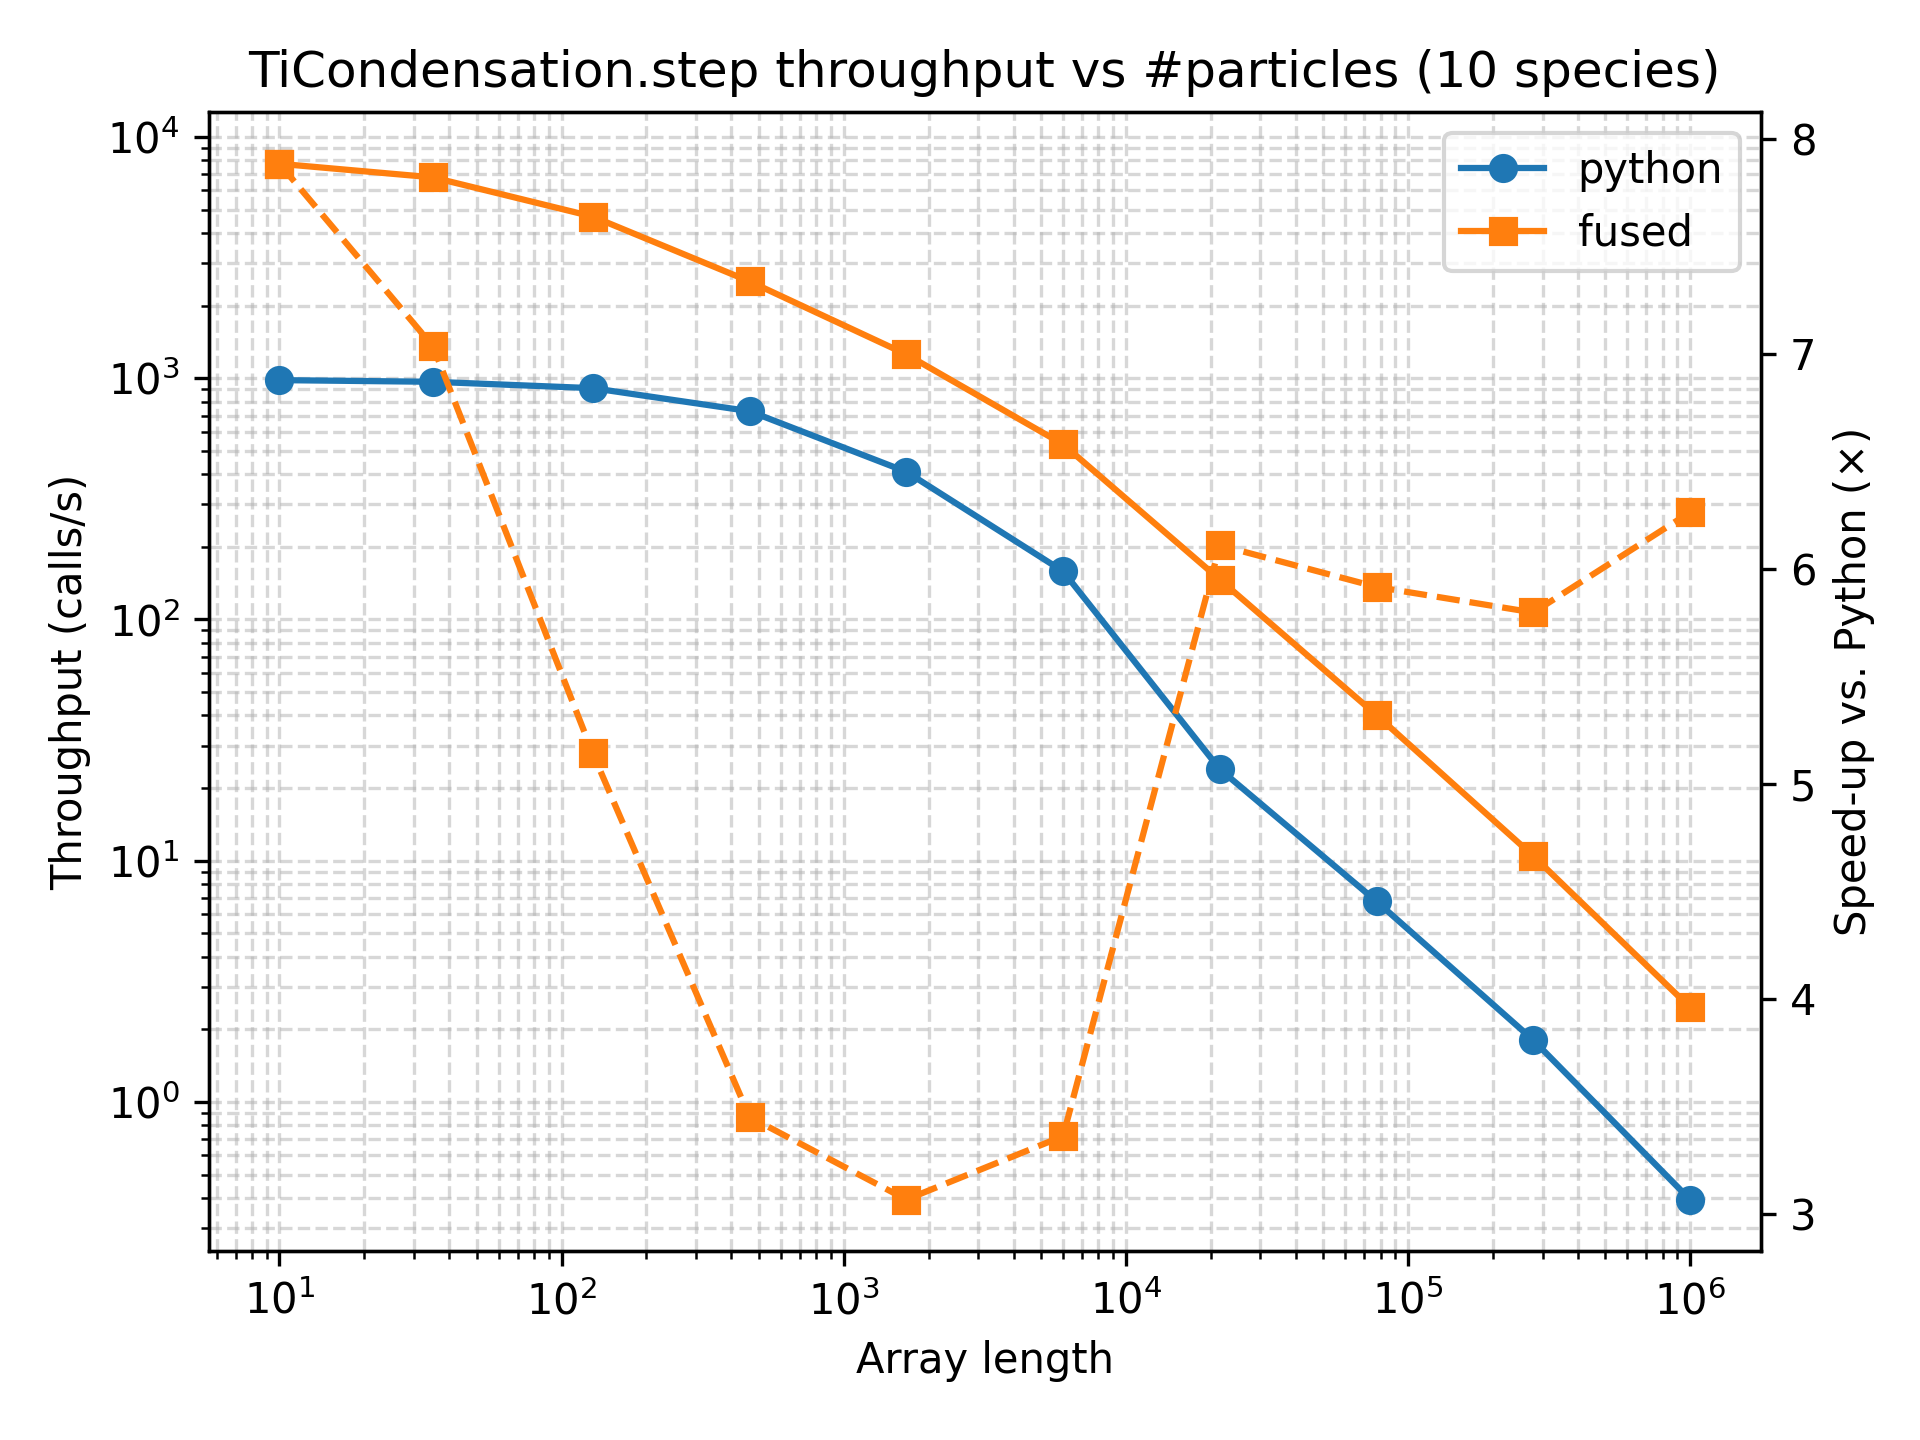 TiCondensation.step throughput vs #particles (10 species)
python
fused
Throughput (calls/s)
10⁴
10³
10²
10¹
10⁰
Speed-up vs. Python (×)
8
7
6
5
4
3
10¹ 10² 10³ 10⁴ 10⁵ 10⁶
Array length